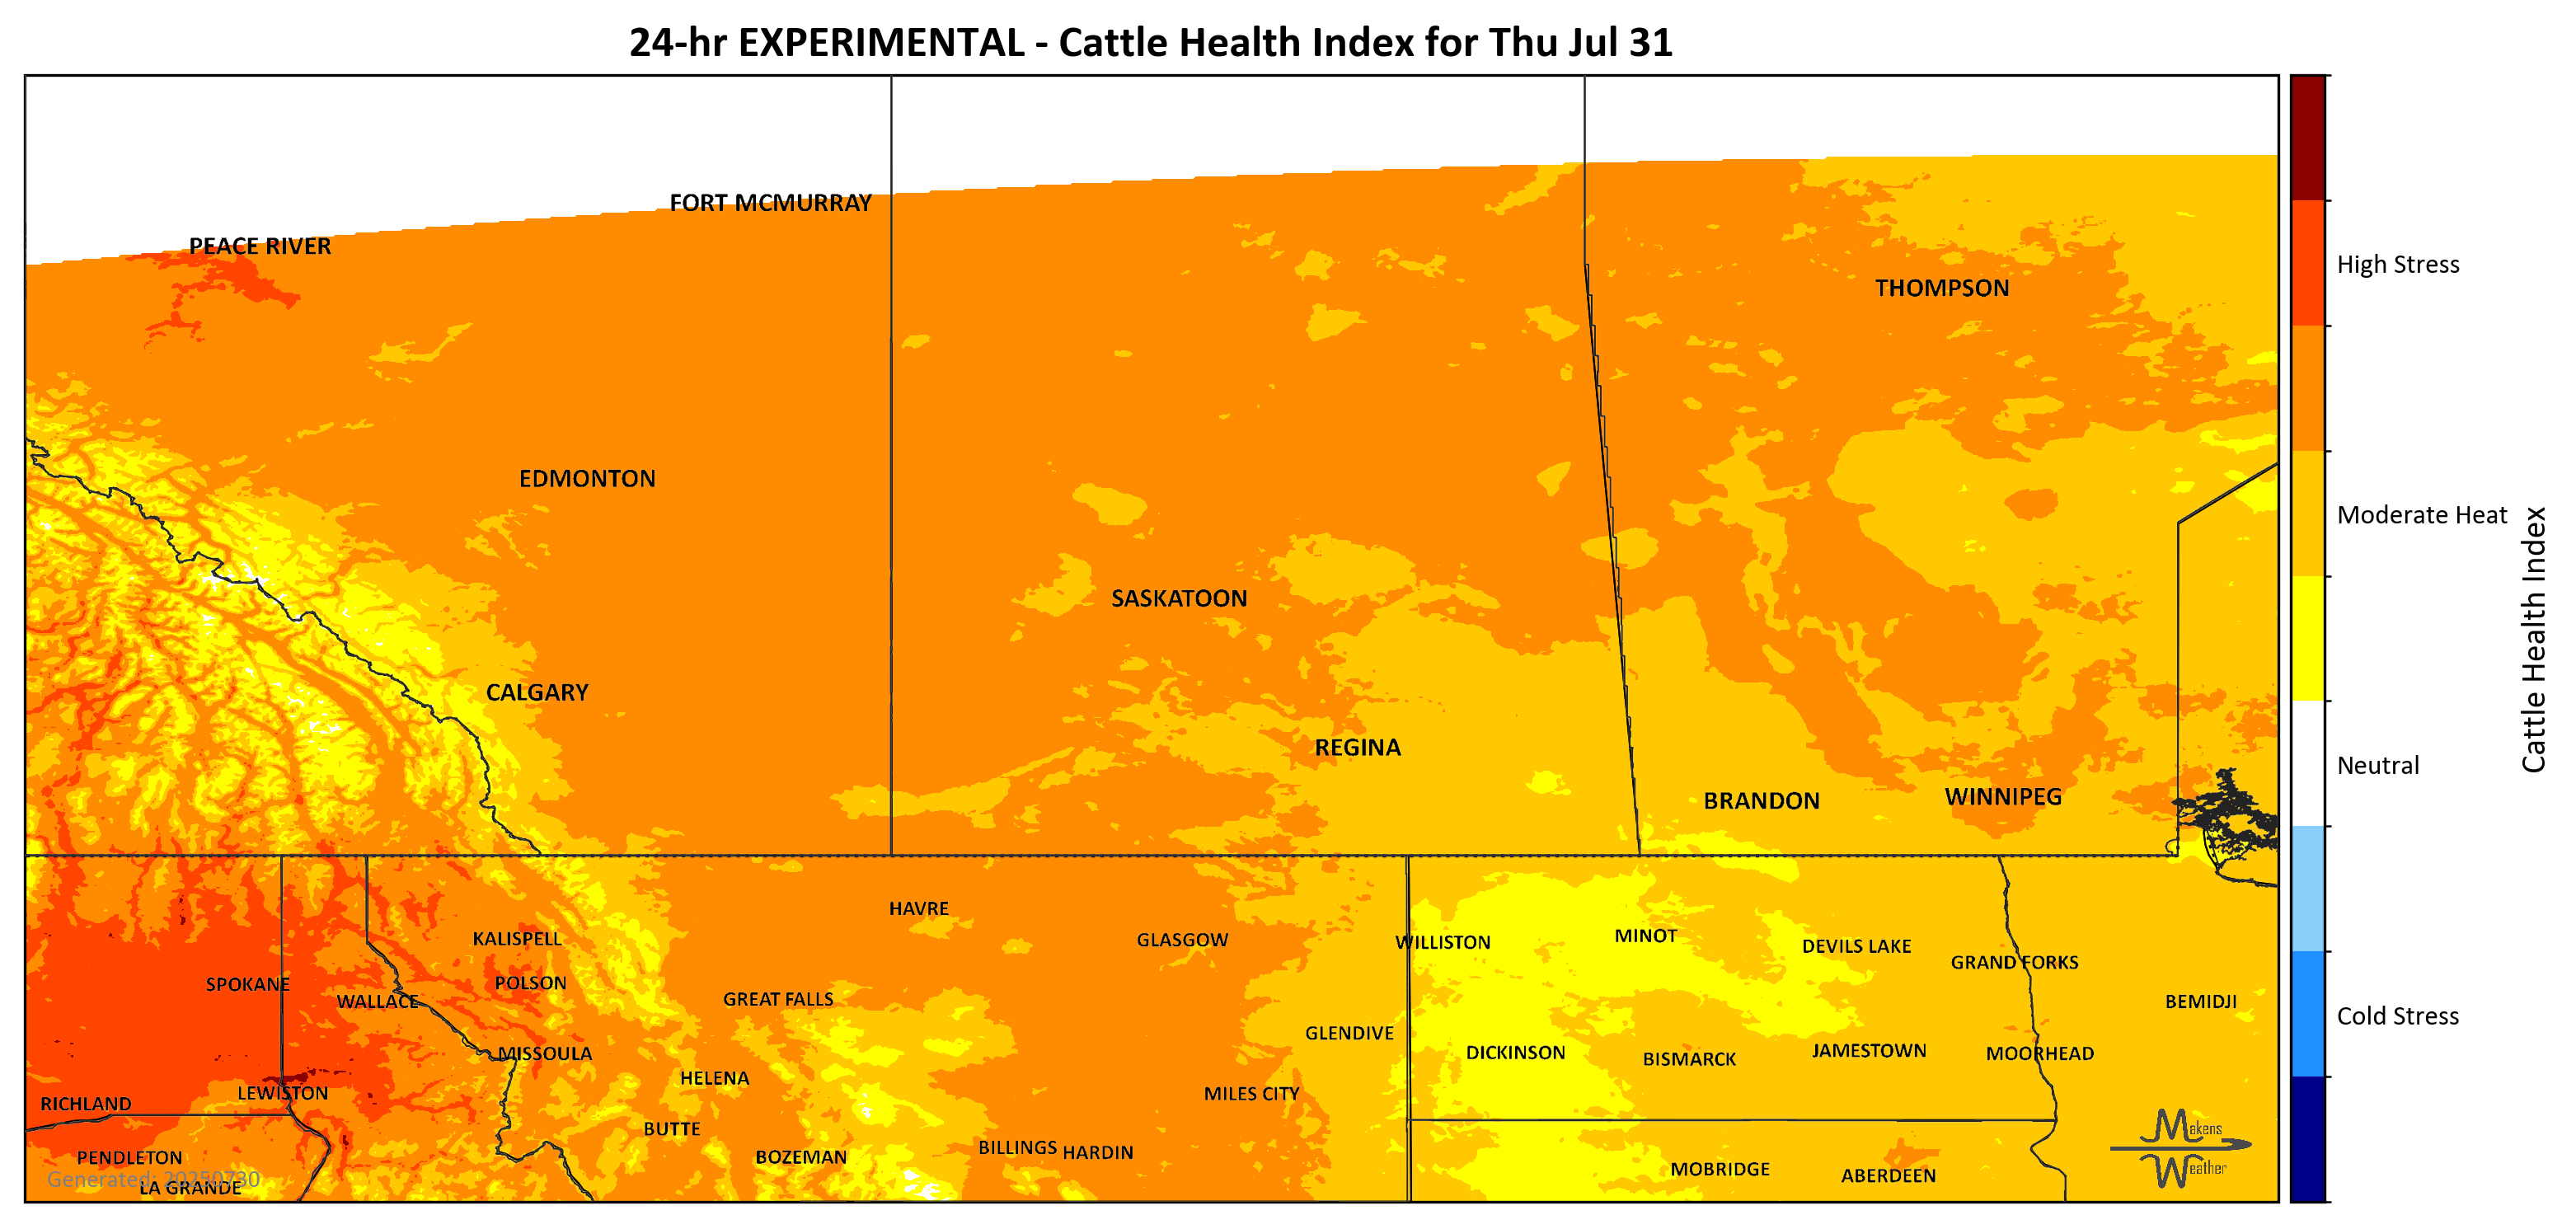 24-hr EXPERIMENTAL - Cattle Health Index for Thu Jul 31
FORT MCMURRAY
PEACE RIVER
THOMPSON
EDMONTON
SASKATOON
CALGARY
REGINA
BRANDON
WINNIPEG
HAVRE
KALISPELL
GLASGOW
WILLISTON
MINOT
DEVILS LAKE
GRAND FORKS
SPOKANE
POLSON
WALLACE
GREAT FALLS
BEMIDJI
GLENDIVE
MISSOULA
DICKINSON
BISMARCK
JAMESTOWN
MOORHEAD
HELENA
LEWISTON
MILES CITY
RICHLAND
BUTTE
BILLINGS
HARDIN
PENDLETON
BOZEMAN
MOBRIDGE
ABERDEEN
Generated: 20250730
LA GRANDE
Makens
Weather
High Stress
Moderate Heat
Neutral
Cold Stress
Cattle Health Index